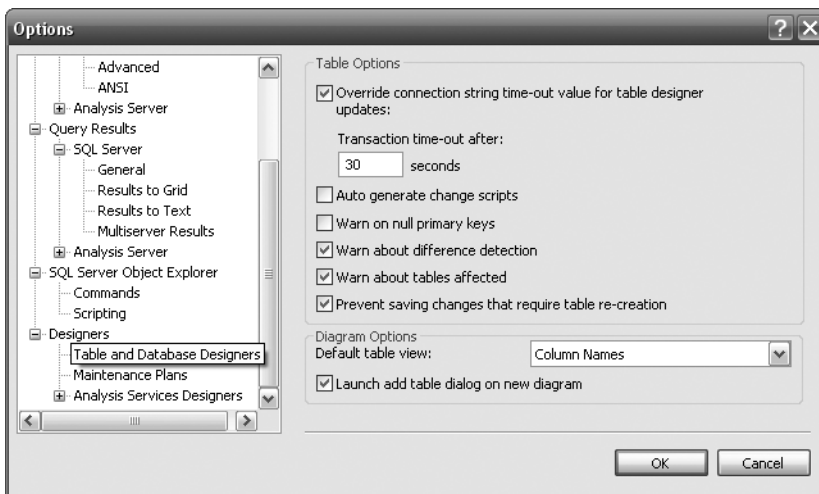 Options
Advanced
ANSI
Analysis Server
Query Results
SQL Server
General
Results to Grid
Results to Text
Multiserver Results
Analysis Server
SQL Server Object Explorer
Commands
Scripting
Designers
Table and Database Designers
Maintenance Plans
Analysis Services Designers
Table Options
Override connection string time-out value for table designer
updates:
Transaction time-out after:
30 seconds
Auto generate change scripts
Warn on null primary keys
Warn about difference detection
Warn about tables affected
Prevent saving changes that require table re-creation
Diagram Options
Default table view: Column Names
Launch add table dialog on new diagram
OK Cancel